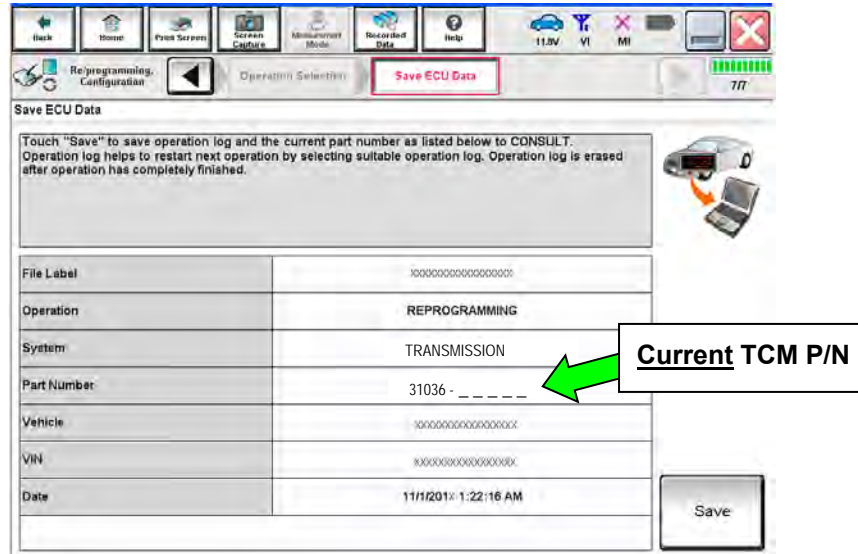 Back Home Print Screen Screen Capture Measurement Mode Recorded Data Help 11.8V VI MI
Re/programming, Configuration Operation Selection Save ECU Data 7/7
Save ECU Data
Touch "Save" to save operation log and the current part number as listed below to CONSULT.
Operation log helps to restart next operation by selecting suitable operation log. Operation log is erased
after operation has completely finished.
File Label
Operation REPROGRAMMING
System TRANSMISSION
Part Number 31036 - _ _ _ _ _
Current TCM P/N
Vehicle
VIN
Date 11/1/201X 1:22:16 AM
Save